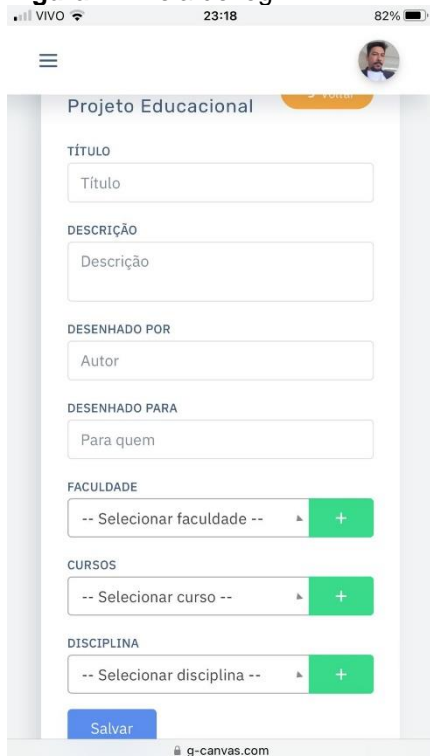 VIVO 23:18 82%
Projeto Educacional
TÍTULO
Título
DESCRIÇÃO
Descrição
DESENHADO POR
Autor
DESENHADO PARA
Para quem
FACULDADE
-- Selecionar faculdade -- +
CURSOS
-- Selecionar curso -- +
DISCIPLINA
-- Selecionar disciplina -- +
Salvar
g-canvas.com